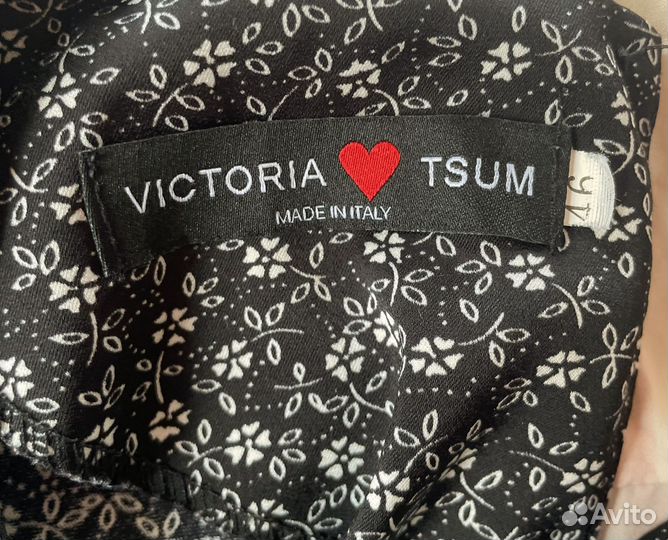 VICTORIA ❤ TSUM
MADE IN ITALY
46
Avito